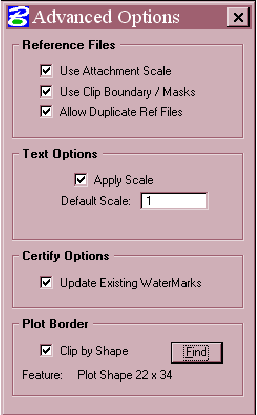 Advanced Options
Reference Files
Use Attachment Scale
Use Clip Boundary / Masks
Allow Duplicate Ref Files
Text Options
Apply Scale
Default Scale: 1
Certify Options
Update Existing WaterMarks
Plot Border
Clip by Shape Find
Feature: Plot Shape 22 x 34